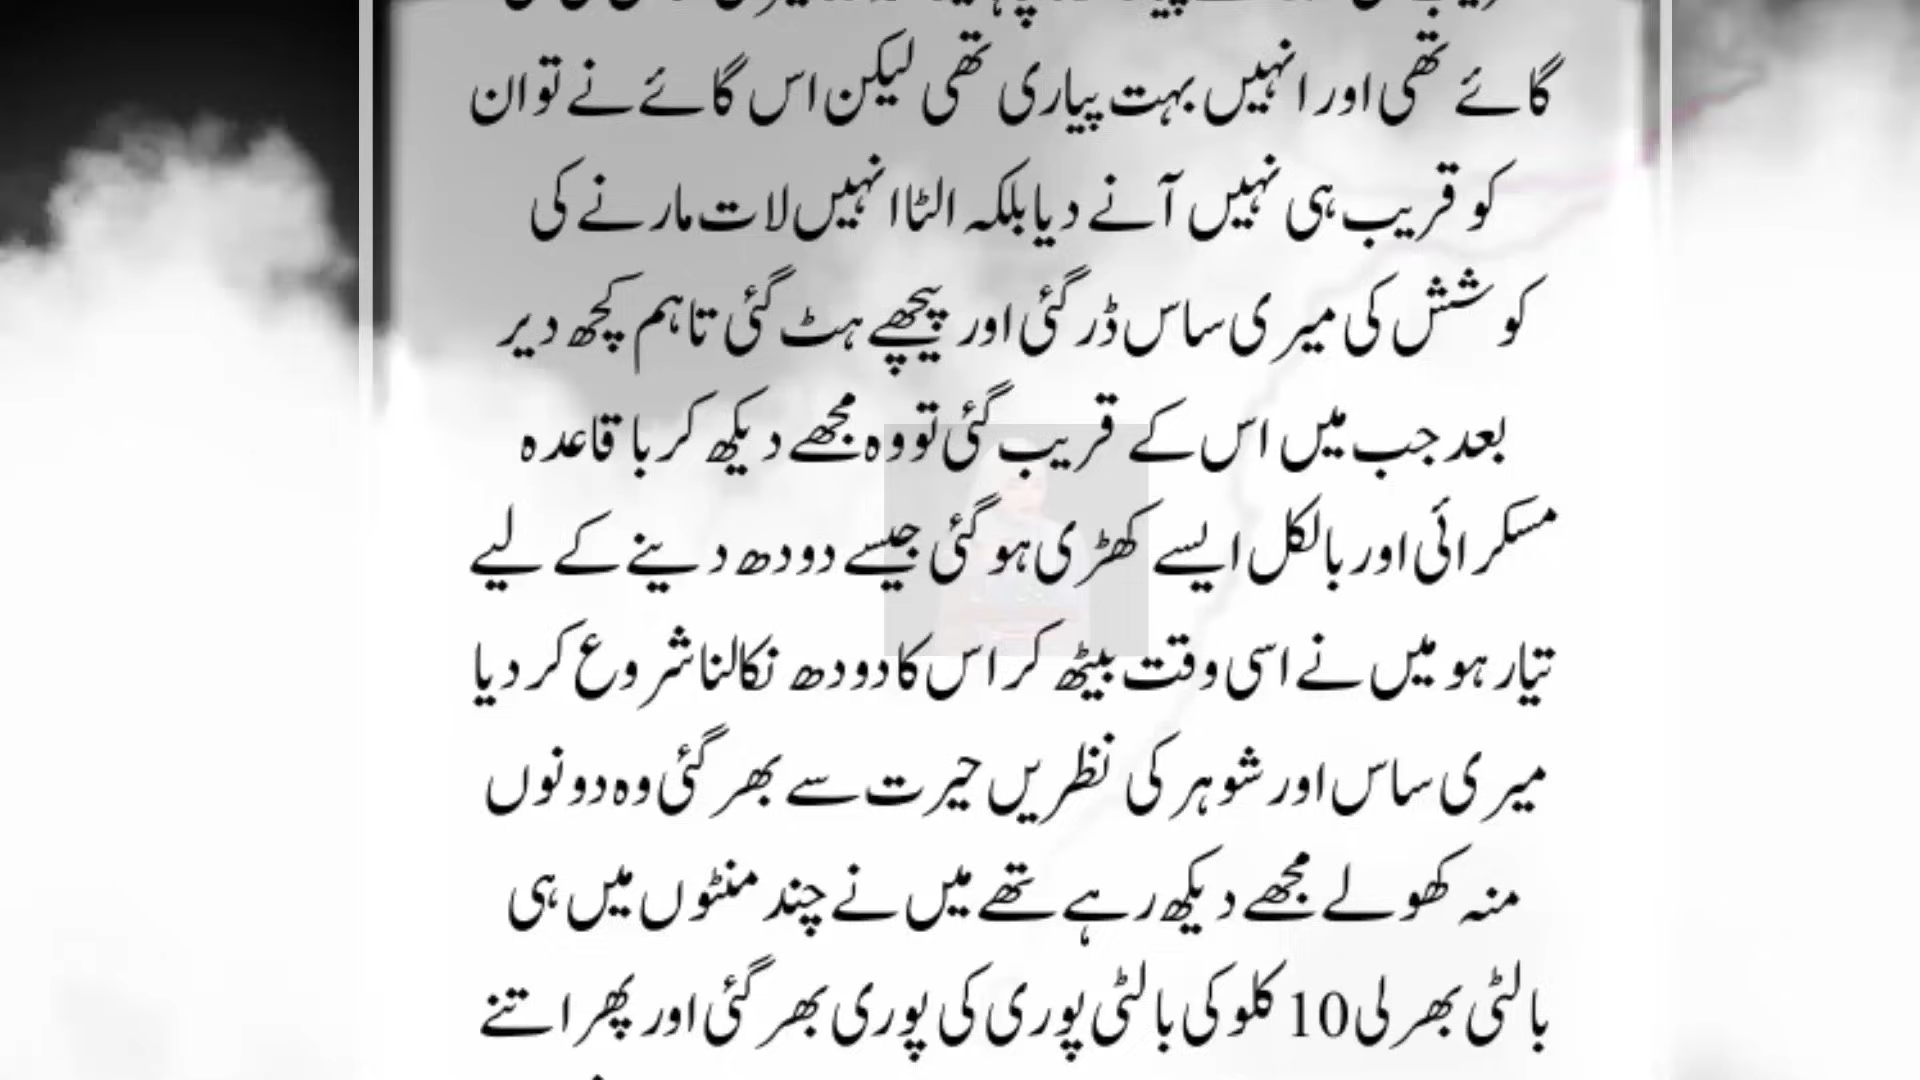 گائے تھی اور انہیں بہت پیاری تھی لیکن اس گائے نے تو ان
کو قریب ہی نہیں آنے دیا بلکہ الٹا انہیں لات مارنے کی
کوشش کی میری ساس ڈر گئی اور پیچھے ہٹ گئی تاہم کچھ دیر
بعد جب میں اس کے قریب گئی تو وہ مجھے دیکھ کر باقاعدہ
مسکرائی اور بالکل ایسے کھڑی ہو گئی جیسے دودھ دینے کے لیے
تیار ہو میں نے اسی وقت بیٹھ کر اس کا دودھ نکالنا شروع کر دیا
میری ساس اور شوہر کی نظریں حیرت سے بھر گئی وہ دونوں
منہ کھولے مجھے دیکھ رہے تھے میں نے چند منٹوں میں ہی
بالٹی بھر لی 10 کلو کی بالٹی پوری کی پوری بھر گئی اور پھر اتنے